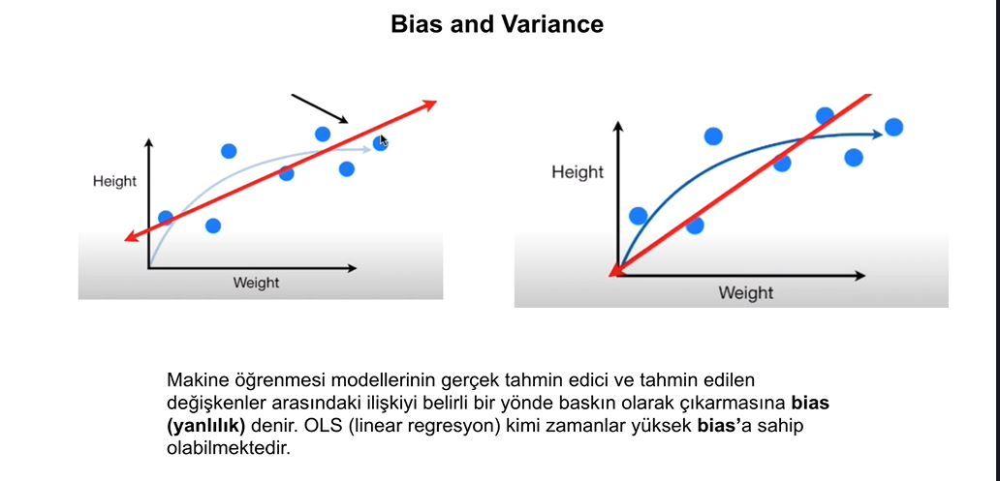 Bias and Variance
Height
Weight
Height
Weight
Makine öğrenmesi modellerinin gerçek tahmin edici ve tahmin edilen
değişkenler arasındaki ilişkiyi belirli bir yönde baskın olarak çıkarmasına bias
(yanlılık) denir. OLS (linear regresyon) kimi zamanlar yüksek bias’a sahip
olabilmektedir.